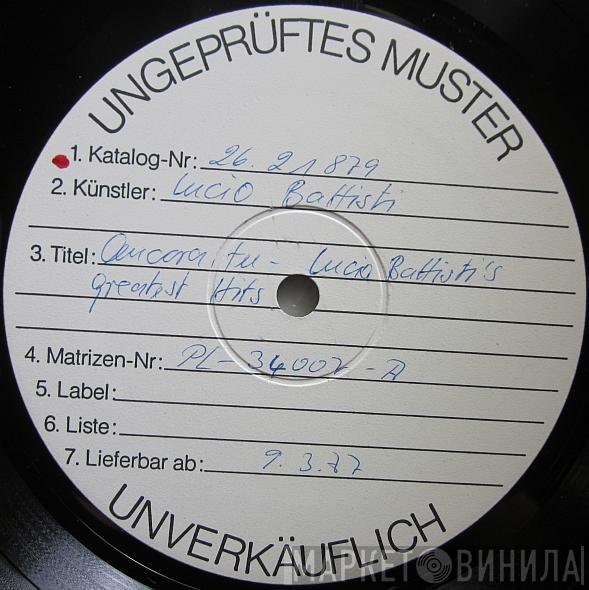 UNGEPRÜFTES MUSTER
1. Katalog-Nr: 26.21879
2. Künstler: Lucio Battisti
3. Titel: Ancora tu - Lucio Battisti's
greatest Hits
4. Matrizen-Nr: PL-34007-A
5. Label:
6. Liste:
7. Lieferbar ab: 9.3.77
UNVERKÄUFLICH
МАРКЕТ ВИНИЛА